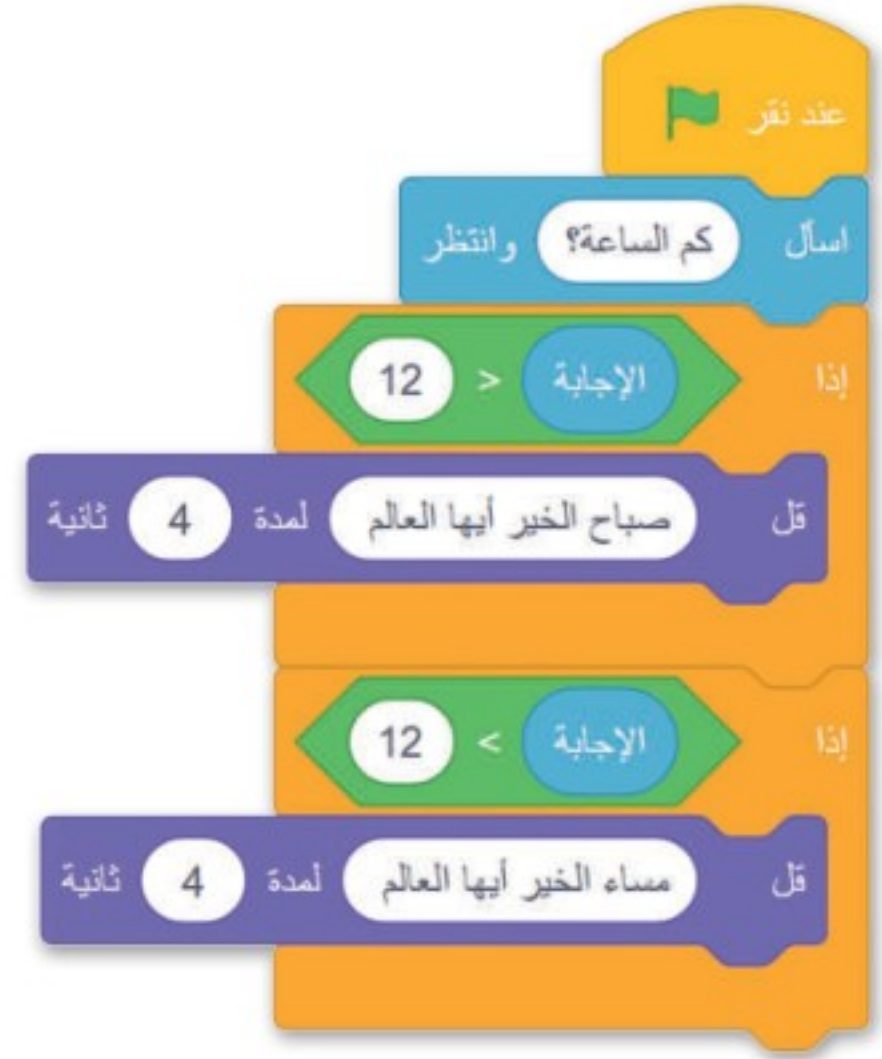 عند نقر
اسأل كم الساعة؟ وانتظر
إذا الإجابة < 12
قل صباح الخير أيها العالم لمدة 4 ثانية
إذا الإجابة > 12
قل مساء الخير أيها العالم لمدة 4 ثانية